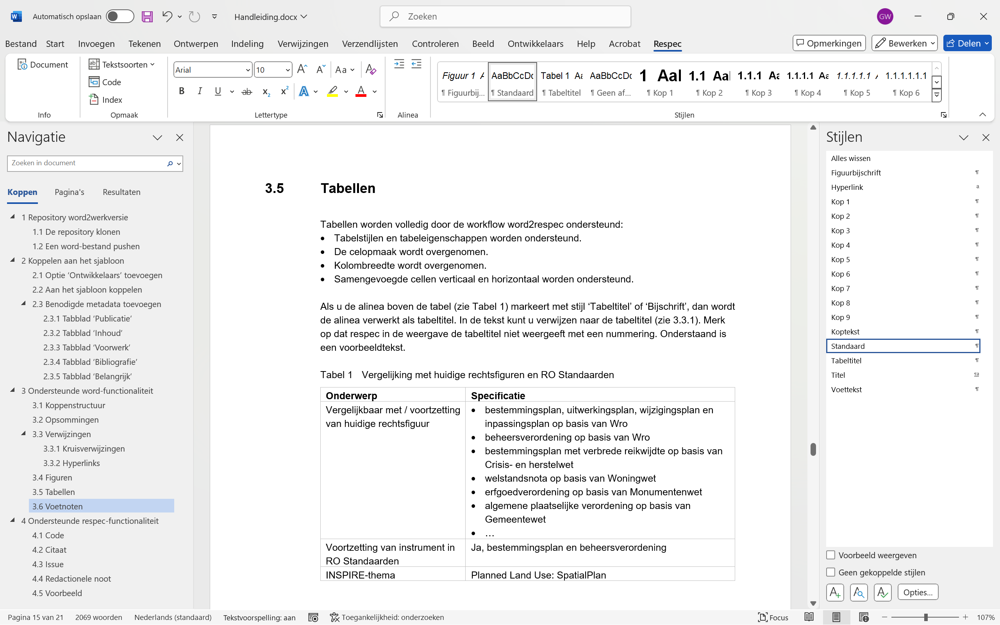 Automatisch opslaan
Handleiding.docx
Zoeken
GW
Bestand Start Invoegen Tekenen Ontwerpen Indeling Verwijzingen Verzendlijsten Controleren Beeld Ontwikkelaars Help Acrobat Respec
Opmerkingen Bewerken Delen
Document
Info
Tekstsoorten
Code
Index
Opmaak
Arial 10
Lettertype
Alinea
Figuur 1 AaBbCcDc Tabel 1 AaBbCcDc 1 Aal 1.1 Aal 1.1.1 1.1.1.1 1.1.1.1.1 1.1.1.1.1.1
¶ Figuurbij... ¶ Standaard ¶ Tabeltitel ¶ Geen af... ¶ Kop 1 ¶ Kop 2 ¶ Kop 3 ¶ Kop 4 ¶ Kop 5 ¶ Kop 6
Stijlen
Navigatie
Zoeken in document
Koppen Pagina's Resultaten
1 Repository word2werkversie
1.1 De repository klonen
1.2 Een word-bestand pushen
2 Koppelen aan het sjabloon
2.1 Optie ‘Ontwikkelaars’ toevoegen
2.2 Aan het sjabloon koppelen
2.3 Benodigde metadata toevoegen
2.3.1 Tabblad ‘Publicatie’
2.3.2 Tabblad ‘Inhoud’
2.3.3 Tabblad ‘Voorwerk’
2.3.4 Tabblad ‘Bibliografie’
2.3.5 Tabblad ‘Belangrijk’
3 Ondersteunde word-functionaliteit
3.1 Koppenstructuur
3.2 Opsommingen
3.3 Verwijzingen
3.3.1 Kruisverwijzingen
3.3.2 Hyperlinks
3.4 Figuren
3.5 Tabellen
3.6 Voetnoten
4 Ondersteunde respec-functionaliteit
4.1 Code
4.2 Citaat
4.3 Issue
4.4 Redactionele noot
4.5 Voorbeeld
3.5 Tabellen
Tabellen worden volledig door de workflow word2respec ondersteund:
• Tabelstijlen en tabeleigenschappen worden ondersteund.
• De celopmaak wordt overgenomen.
• Kolombreedte wordt overgenomen.
• Samengevoegde cellen verticaal en horizontaal worden ondersteund.
Als u de alinea boven de tabel (zie Tabel 1) markeert met stijl ‘Tabeltitel’ of ‘Bijschrift’, dan wordt
de alinea verwerkt als tabeltitel. In de tekst kunt u verwijzen naar de tabeltitel (zie 3.3.1). Merk
op dat respec in de weergave de tabeltitel niet weergeeft met een nummering. Onderstaand is
een voorbeeldtekst.
Tabel 1 Vergelijking met huidige rechtsfiguren en RO Standaarden
Onderwerp Specificatie
Vergelijkbaar met / voortzetting
van huidige rechtsfiguur
• bestemmingsplan, uitwerkingsplan, wijzigingsplan en
inpassingsplan op basis van Wro
• beheersverordening op basis van Wro
• bestemmingsplan met verbrede reikwijdte op basis van
Crisis- en herstelwet
• welstandsnota op basis van Woningwet
• erfgoedverordening op basis van Monumentenwet
• algemene plaatselijke verordening op basis van
Gemeentewet
• …
Voortzetting van instrument in
RO Standaarden
Ja, bestemmingsplan en beheersverordening
INSPIRE-thema Planned Land Use: SpatialPlan
Stijlen
Alles wissen
Figuurbijschrift ¶
Hyperlink a
Kop 1 ¶
Kop 2 ¶
Kop 3 ¶
Kop 4 ¶
Kop 5 ¶
Kop 6 ¶
Kop 7 ¶
Kop 8 ¶
Kop 9 ¶
Koptekst ¶
Standaard ¶
Tabeltitel ¶
Titel ¶a
Voettekst ¶
Voorbeeld weergeven
Geen gekoppelde stijlen
Opties...
Pagina 15 van 21 2069 woorden Nederlands (standaard) Tekstvoorspelling: aan Toegankelijkheid: onderzoeken Focus 107%